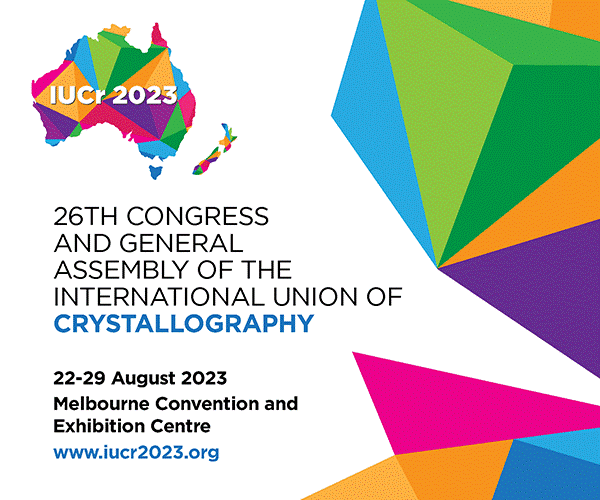 IUCr 2023
26TH CONGRESS
AND GENERAL
ASSEMBLY OF THE
INTERNATIONAL UNION OF
CRYSTALLOGRAPHY
22-29 August 2023
Melbourne Convention and
Exhibition Centre
www.iucr2023.org